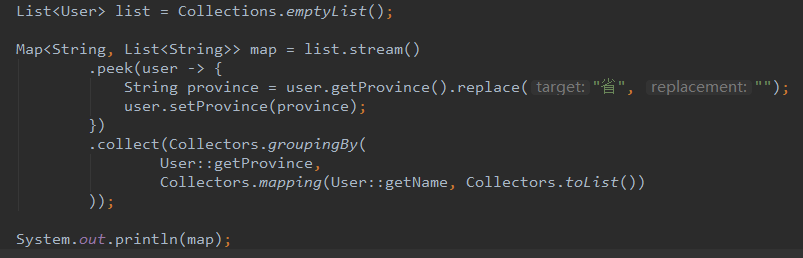 List<User> list = Collections.emptyList();
Map<String, List<String>> map = list.stream()
.peek(user -> {
String province = user.getProvince().replace( target: "省", replacement: "");
user.setProvince(province);
})
.collect(Collectors.groupingBy(
User::getProvince,
Collectors.mapping(User::getName, Collectors.toList())
));
System.out.println(map);